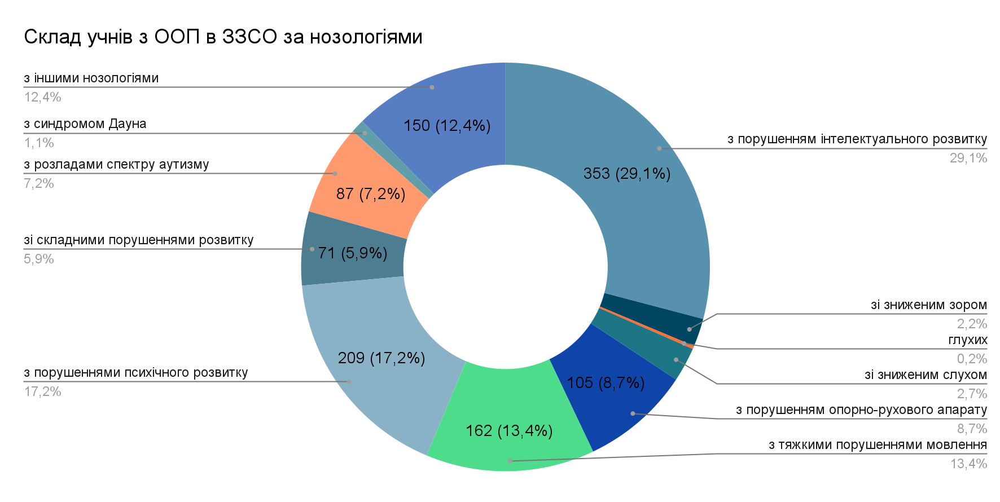 Склад учнів з ООП в ЗЗСО за нозологіями
з іншими нозологіями
12,4%
з синдромом Дауна
1,1%
з розладами спектру аутизму
7,2%
зі складними порушеннями розвитку
5,9%
з порушеннями психічного розвитку
17,2%
150 (12,4%)
353 (29,1%)
87 (7,2%)
71 (5,9%)
209 (17,2%)
105 (8,7%)
162 (13,4%)
з порушенням інтелектуального розвитку
29,1%
зі зниженим зором
2,2%
глухих
0,2%
зі зниженим слухом
2,7%
з порушенням опорно-рухового апарату
8,7%
з тяжкими порушеннями мовлення
13,4%